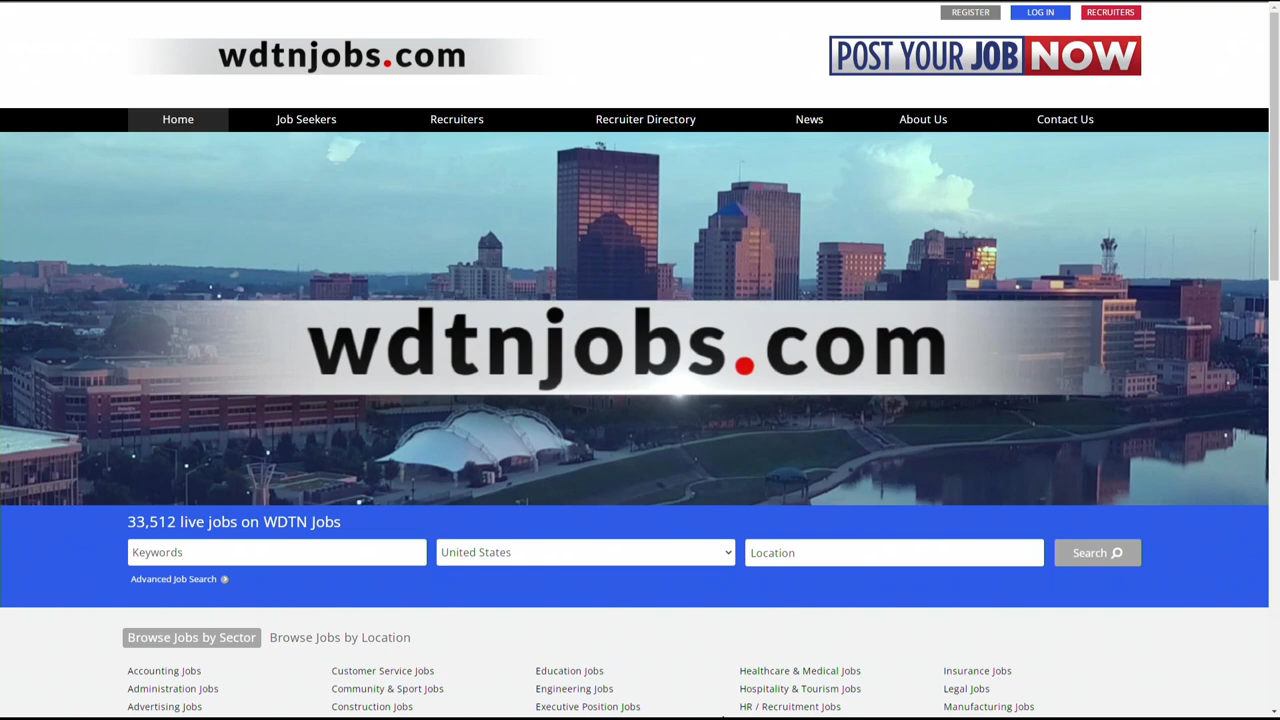 REGISTER LOG IN RECRUITERS
wdtnjobs.com
POST YOUR JOB NOW
Home Job Seekers Recruiters Recruiter Directory News About Us Contact Us
wdtnjobs.com
33,512 live jobs on WDTN Jobs
Keywords United States Location Search
Advanced Job Search
Browse Jobs by Sector Browse Jobs by Location
Accounting Jobs Customer Service Jobs Education Jobs Healthcare & Medical Jobs Insurance Jobs
Administration Jobs Community & Sport Jobs Engineering Jobs Hospitality & Tourism Jobs Legal Jobs
Advertising Jobs Construction Jobs Executive Position Jobs HR / Recruitment Jobs Manufacturing Jobs